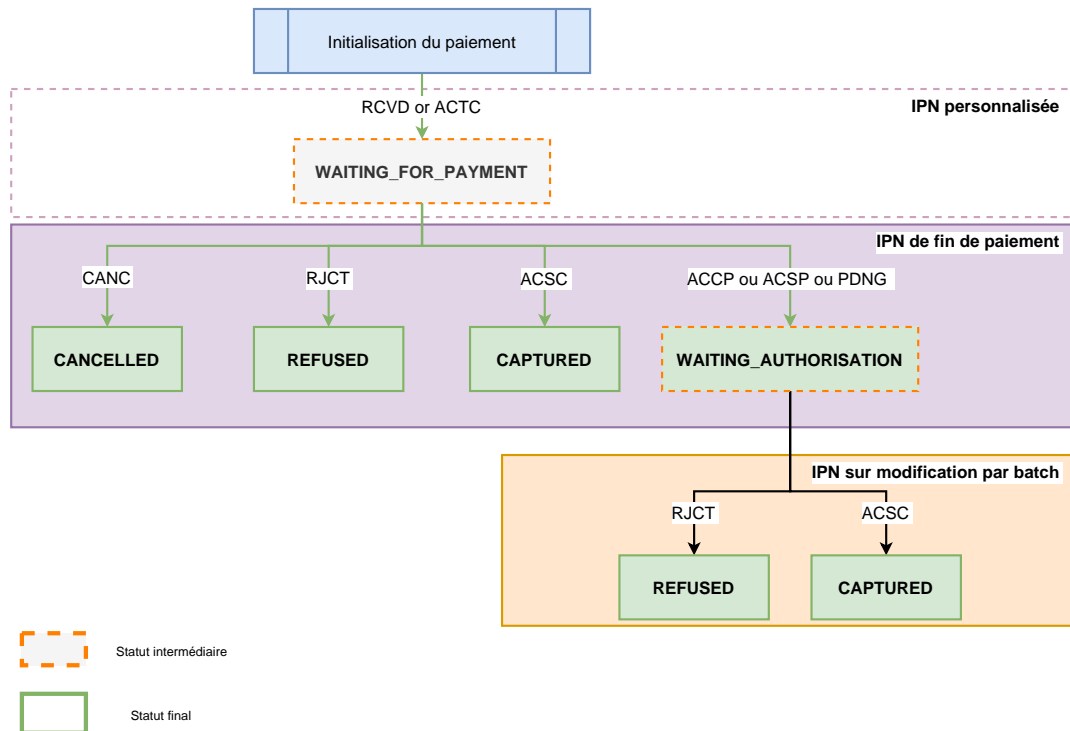 Initialisation du paiement
RCVD or ACTC
IPN personnalisée
WAITING_FOR_PAYMENT
IPN de fin de paiement
CANC
RJCT
ACSC
ACCP ou ACSP ou PDNG
CANCELLED
REFUSED
CAPTURED
WAITING_AUTHORISATION
IPN sur modification par batch
RJCT
ACSC
REFUSED
CAPTURED
Statut intermédiaire
Statut final